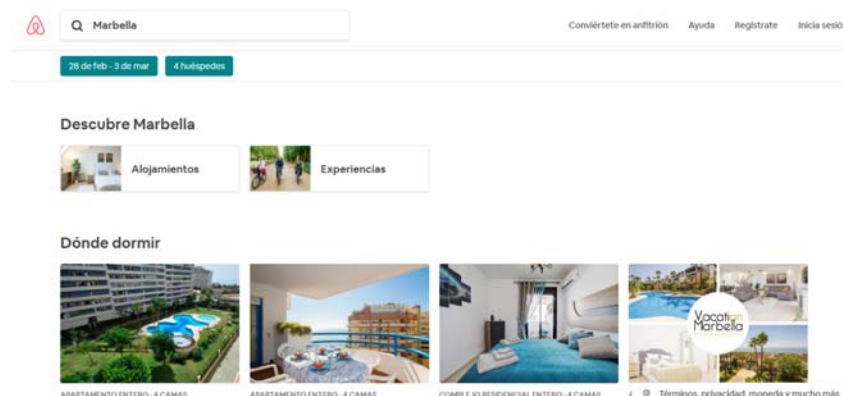 Marbella
Conviértete en anfitrión Ayuda Regístrate Inicia sesió
28 de feb - 3 de mar 4 huéspedes
Descubre Marbella
Alojamientos Experiencias
Dónde dormir
Vacation
Marbella
APARTAMENTO ENTERO · 4 CAMAS APARTAMENTO ENTERO · 4 CAMAS COMPLEJO RESIDENCIAL ENTERO · 4 CAMAS
Términos, privacidad, moneda y mucho más